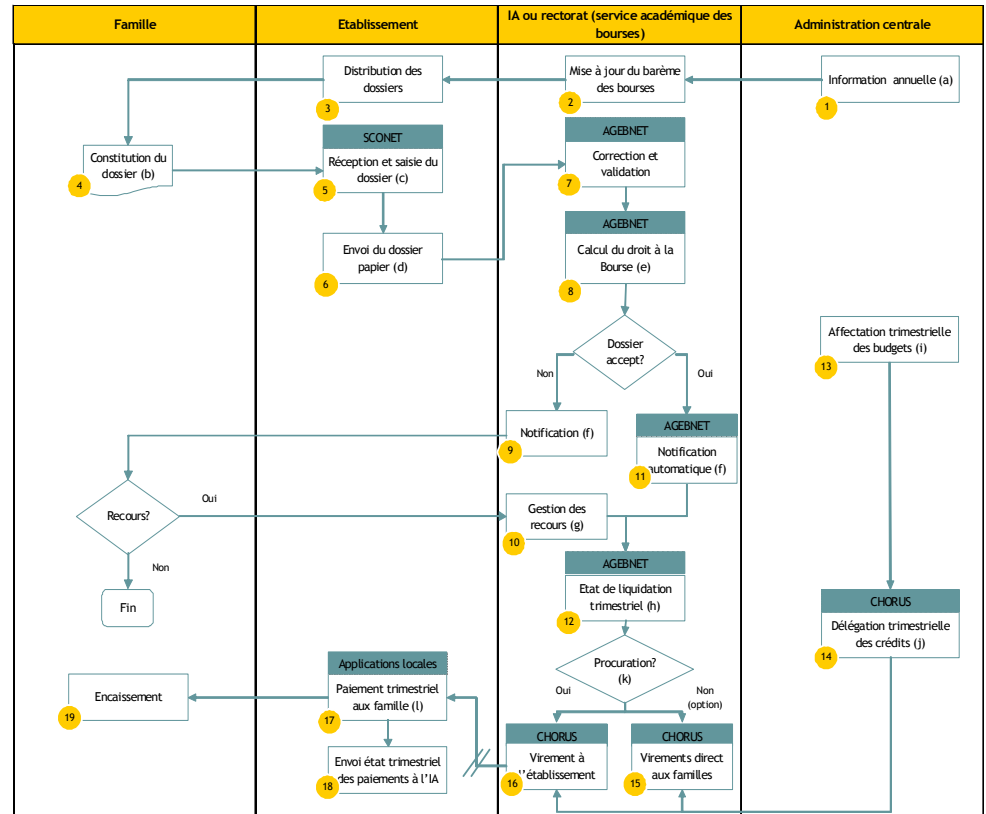 Famille
Etablissement
IA ou rectorat (service académique des
bourses)
Administration centrale
Distribution des
dossiers
3
Mise à jour du barème
des bourses
2
Information annuelle (a)
1
Constitution du
dossier (b)
4
SCONET
Réception et saisie du
dossier (c)
5
AGEBNET
Correction et
validation
7
Envoi du dossier
papier (d)
6
AGEBNET
Calcul du droit à la
Bourse (e)
8
Dossier
accept?
Non
Oui
Affectation trimestrielle
des budgets (i)
13
Notification (f)
9
AGEBNET
Notification
automatique (f)
11
Recours?
Oui
Non
Fin
Gestion des
recours (g)
10
AGEBNET
Etat de liquidation
trimestriel (h)
12
CHORUS
Délégation trimestrielle
des crédits (j)
14
Procuration?
(k)
Oui
Non
(option)
Encaissement
19
Applications locales
Paiement trimestriel
aux famille (l)
17
Envoi état trimestriel
des paiements à l'IA
18
CHORUS
Virement à
l'établissement
16
CHORUS
Virements direct
aux familles
15